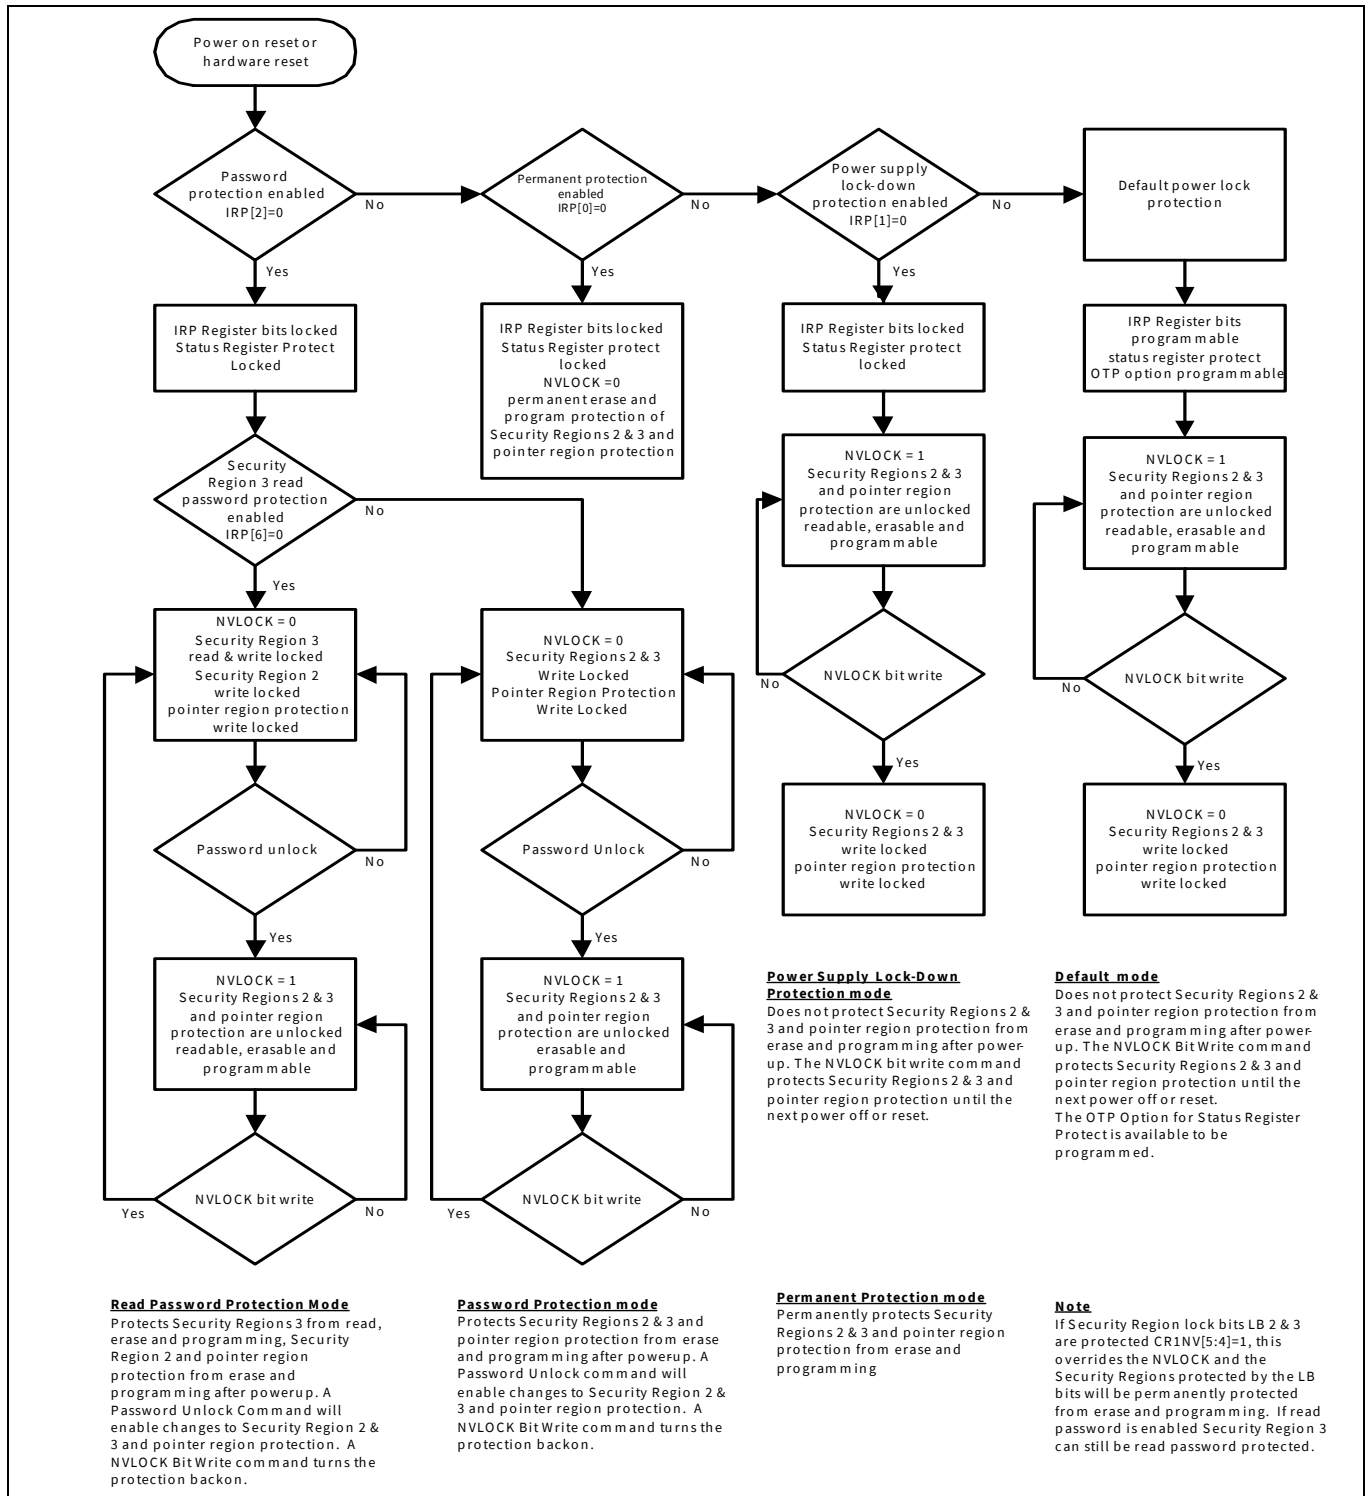 Power on reset or
hardware reset
Password
protection enabled
IRP[2]=0
No
Yes
Permanent protection
enabled
IRP[0]=0
No
Yes
Power supply
lock-down
protection enabled
IRP[1]=0
No
Yes
Default power lock
protection
IRP Register bits locked
Status Register Protect
Locked
IRP Register bits locked
Status Register protect
locked
NVLOCK =0
permanent erase and
program protection of
Security Regions 2 & 3 and
pointer region protection
IRP Register bits locked
Status Register protect
locked
IRP Register bits
programmable
status register protect
OTP option programmable
Security
Region 3 read
password protection
enabled
IRP[6]=0
No
Yes
NVLOCK = 1
Security Regions 2 & 3
and pointer region
protection are unlocked
readable, erasable and
programmable
NVLOCK = 1
Security Regions 2 & 3
and pointer region
protection are unlocked
readable, erasable and
programmable
NVLOCK = 0
Security Region 3
read & write locked
Security Region 2
write locked
pointer region protection
write locked
NVLOCK = 0
Security Regions 2 & 3
Write Locked
Pointer Region Protection
Write Locked
NVLOCK bit write
No
Yes
NVLOCK bit write
No
Yes
Password unlock
No
Yes
Password Unlock
No
Yes
NVLOCK = 0
Security Regions 2 & 3
write locked
pointer region protection
write locked
NVLOCK = 0
Security Regions 2 & 3
write locked
pointer region protection
write locked
NVLOCK = 1
Security Regions 2 & 3
and pointer region
protection are unlocked
readable, erasable and
programmable
NVLOCK = 1
Security Regions 2 & 3
and pointer region
protection are unlocked
erasable and
programmable
NVLOCK bit write
Yes
No
NVLOCK bit write
Yes
No
Power Supply Lock-Down
Protection mode
Does not protect Security Regions 2 &
3 and pointer region protection from
erase and programming after power-
up. The NVLOCK bit write command
protects Security Regions 2 & 3 and
pointer region protection until the
next power off or reset.
Default mode
Does not protect Security Regions 2 &
3 and pointer region protection from
erase and programming after power-
up. The NVLOCK Bit Write command
protects Security Regions 2 & 3 and
pointer region protection until the
next power off or reset.
The OTP Option for Status Register
Protect is available to be
programmed.
Read Password Protection Mode
Protects Security Regions 3 from read,
erase and programming, Security
Region 2 and pointer region
protection from erase and
programming after powerup. A
Password Unlock Command will
enable changes to Security Region 2 &
3 and pointer region protection. A
NVLOCK Bit Write command turns the
protection backon.
Password Protection mode
Protects Security Regions 2 & 3 and
pointer region protection from erase
and programming after powerup. A
Password Unlock command will
enable changes to Security Region 2 &
3 and pointer region protection. A
NVLOCK Bit Write command turns the
protection backon.
Permanent Protection mode
Permanently protects Security
Regions 2 & 3 and pointer region
protection from erase and
programming
Note
If Security Region lock bits LB 2 & 3
are protected CR1NV[5:4]=1, this
overrides the NVLOCK and the
Security Regions protected by the LB
bits will be permanently protected
from erase and programming. If read
password is enabled Security Region 3
can still be read password protected.